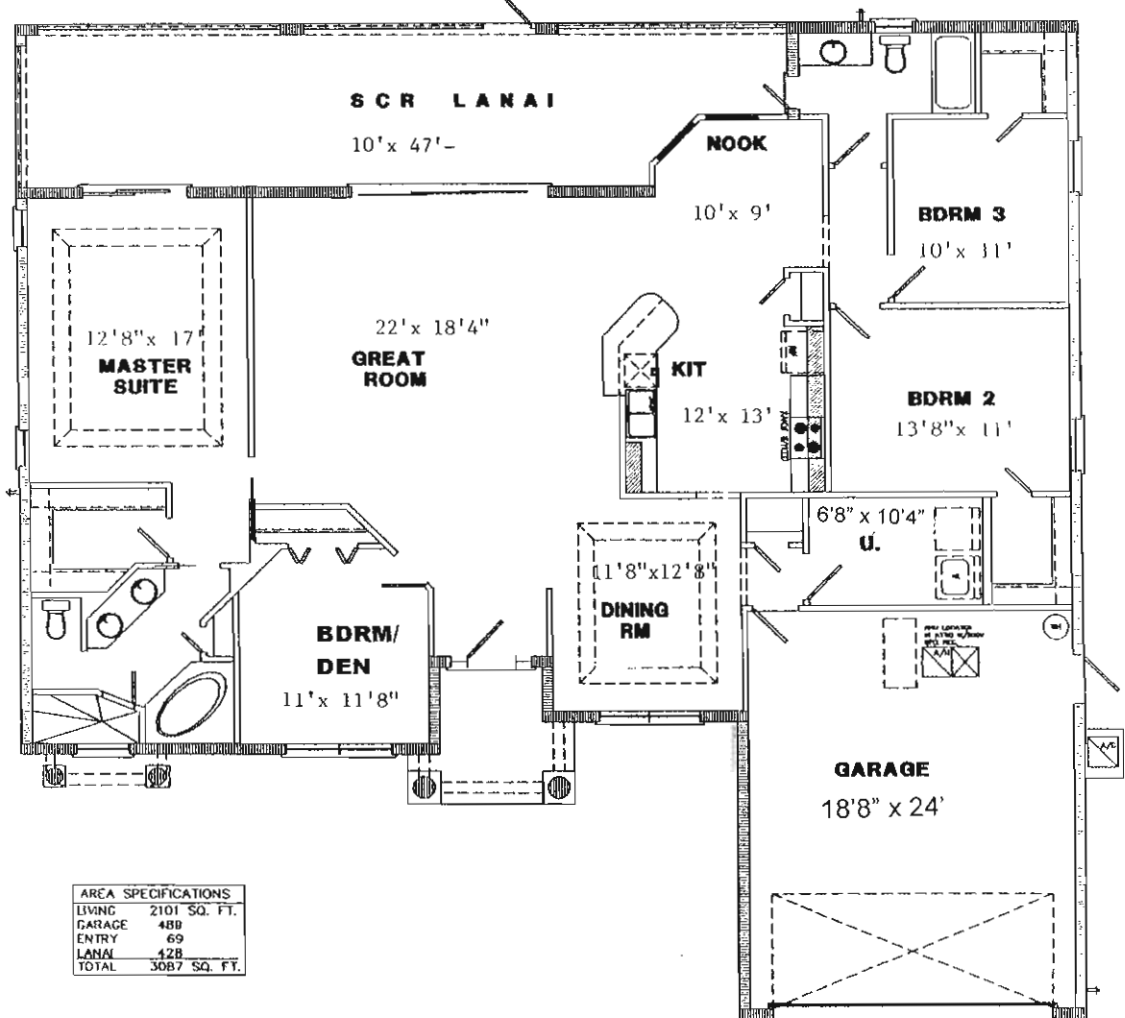 SCR LANAI
10'x 47'-
NOOK
10'x 9'
BDRM 3
10'x 11'
12'8"x 17'
MASTER
SUITE
22'x 18'4"
GREAT
ROOM
KIT
12'x 13'
BDRM 2
13'8"x 11'
6'8" x 10'4"
U.
11'8"x12'8"
DINING
RM
BDRM/
DEN
11'x 11'8"
A/H
A/C
GARAGE
18'8" x 24'
AREA SPECIFICATIONS
LIVING 2101 SQ. FT.
GARAGE 488
ENTRY 69
LANAI 428
TOTAL 3087 SQ. FT.